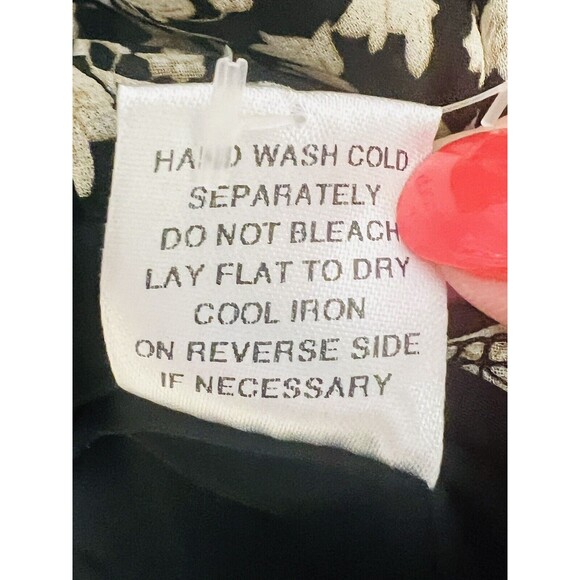 HAND WASH COLD
SEPARATELY
DO NOT BLEACH
LAY FLAT TO DRY
COOL IRON
ON REVERSE SIDE
IF NECESSARY